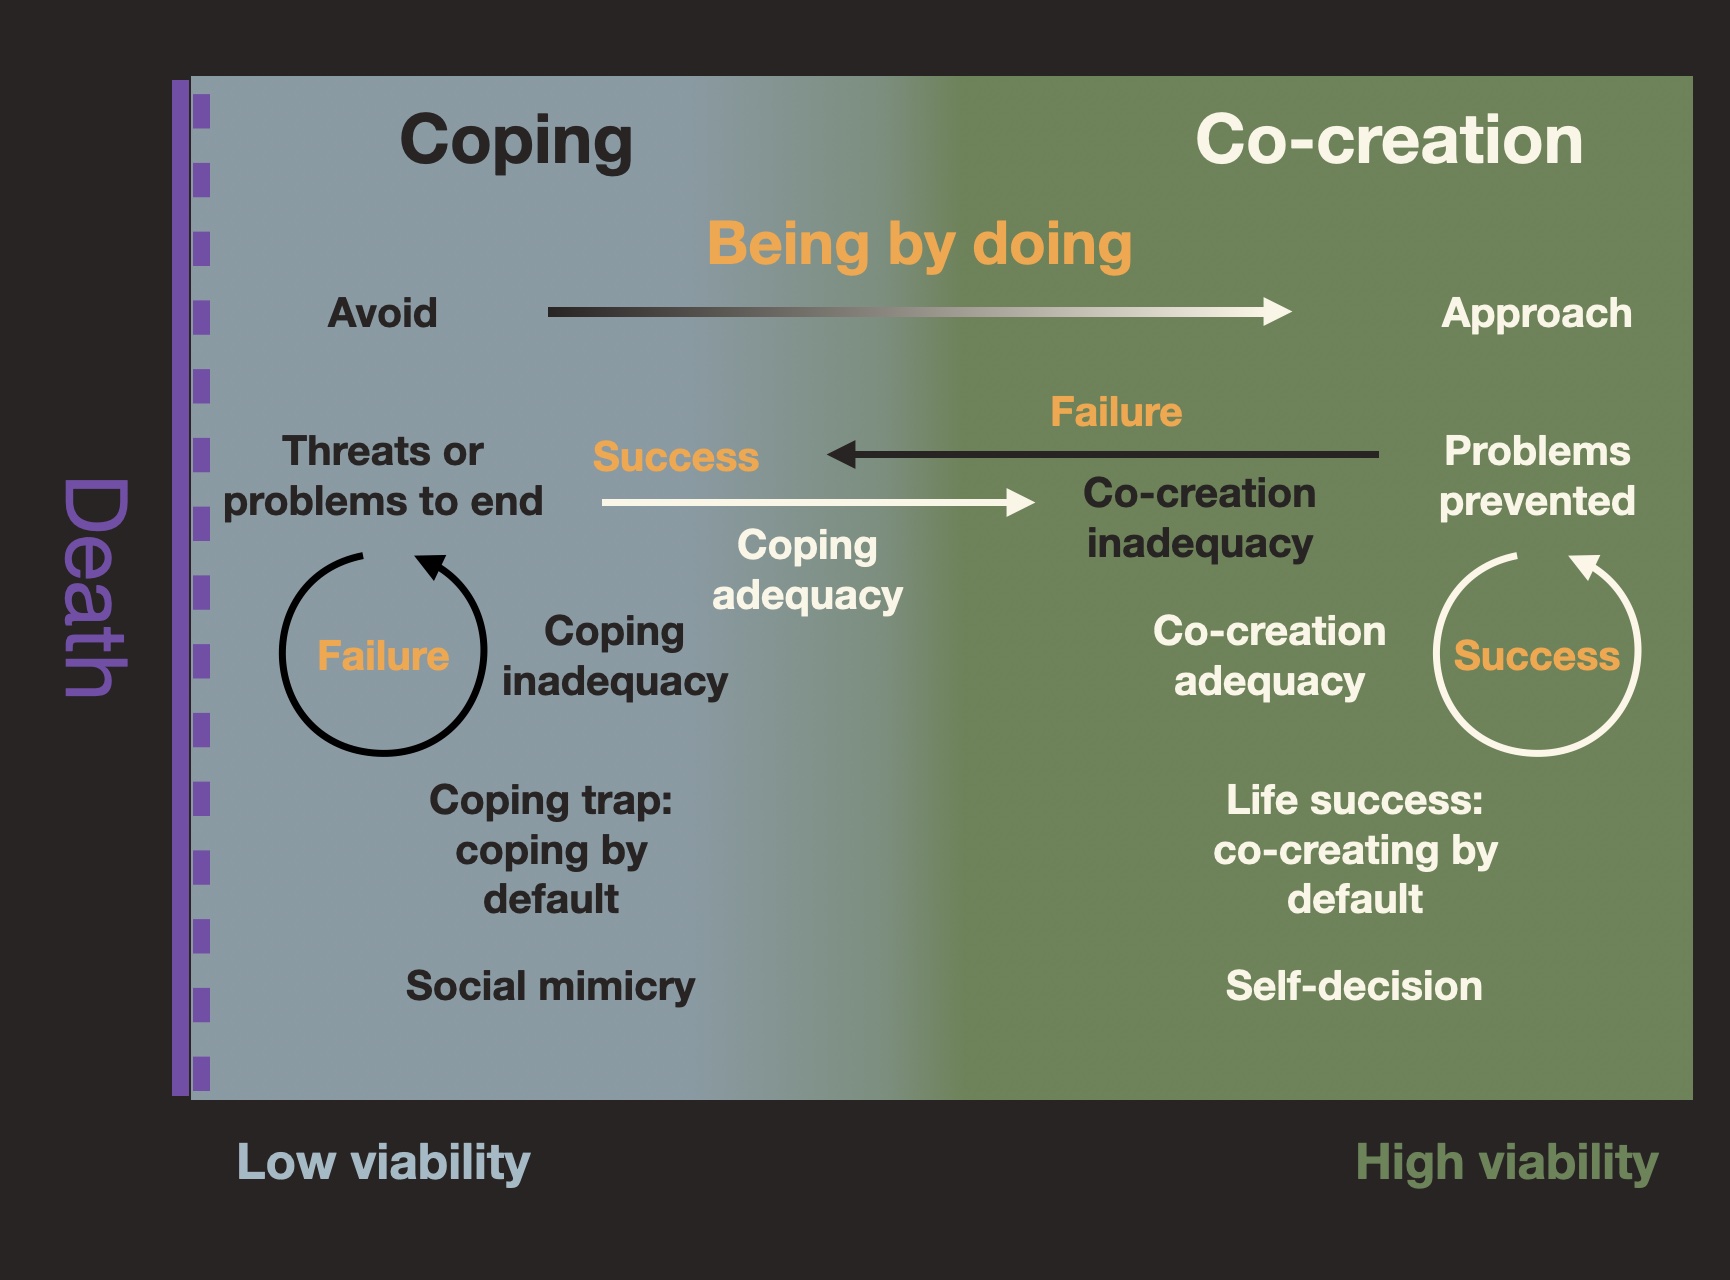 Coping
Co-creation
Being by doing
Avoid
Approach
Failure
Threats or
problems to end
Success
Problems
prevented
Co-creation
inadequacy
Coping
adequacy
Death
Failure
Coping
inadequacy
Co-creation
adequacy
Success
Coping trap:
coping by
default
Life success:
co-creating by
default
Social mimicry
Self-decision
Low viability
High viability